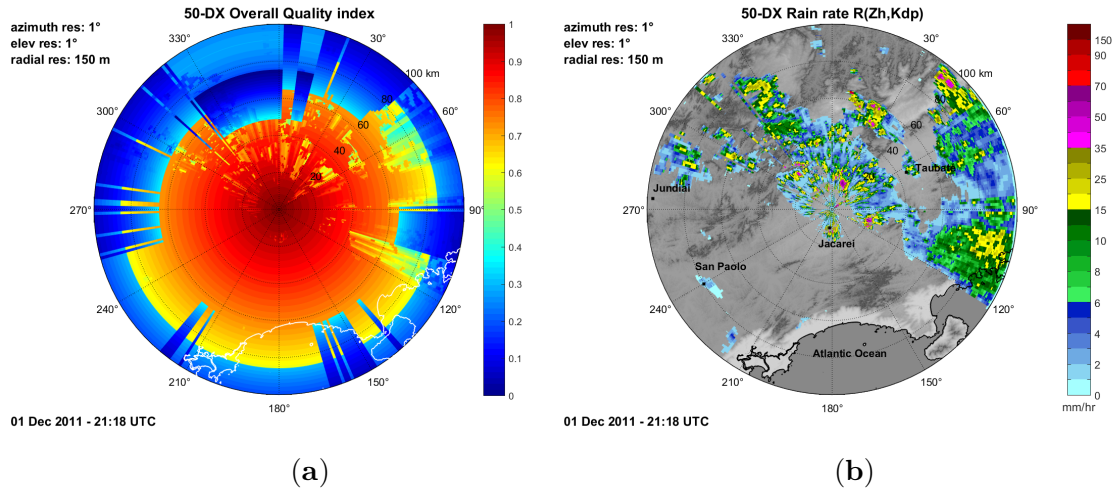 50-DX Overall Quality index
azimuth res: 1°
elev res: 1°
radial res: 150 m
330°
30°
100 km
80
60
40
20
300°
60°
270°
90°
240°
120°
210°
150°
180°
1
0.9
0.8
0.7
0.6
0.5
0.4
0.3
0.2
0.1
0
01 Dec 2011 - 21:18 UTC
(a)
50-DX Rain rate R(Zh,Kdp)
azimuth res: 1°
elev res: 1°
radial res: 150 m
330°
30°
100 km
80
60
40
20
300°
60°
Taubate
Jundiai
270°
90°
Jacarei
San Paolo
240°
120°
Atlantic Ocean
210°
150°
180°
150
90
70
50
35
25
15
10
8
6
4
2
0
mm/hr
01 Dec 2011 - 21:18 UTC
(b)